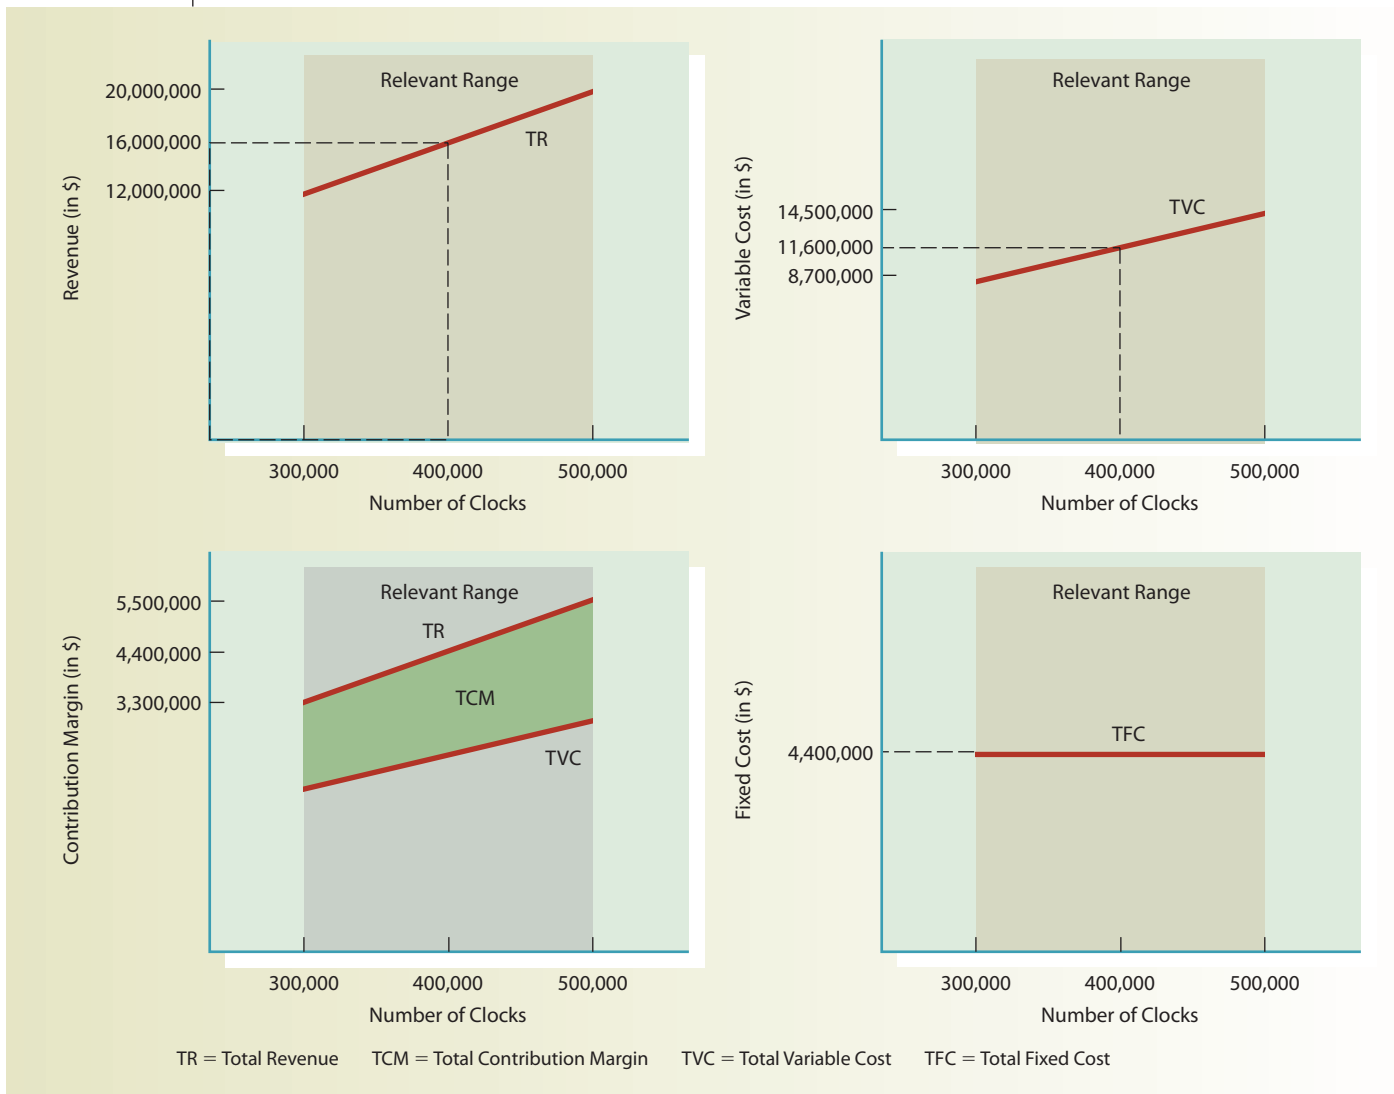 Relevant Range
20,000,000
16,000,000
12,000,000
TR
Revenue (in $)
300,000 400,000 500,000
Number of Clocks
Relevant Range
14,500,000
11,600,000
8,700,000
TVC
Variable Cost (in $)
300,000 400,000 500,000
Number of Clocks
Relevant Range
5,500,000
4,400,000
3,300,000
TR
TCM
TVC
Contribution Margin (in $)
300,000 400,000 500,000
Number of Clocks
Relevant Range
4,400,000
TFC
Fixed Cost (in $)
300,000 400,000 500,000
Number of Clocks
TR = Total Revenue TCM = Total Contribution Margin TVC = Total Variable Cost TFC = Total Fixed Cost